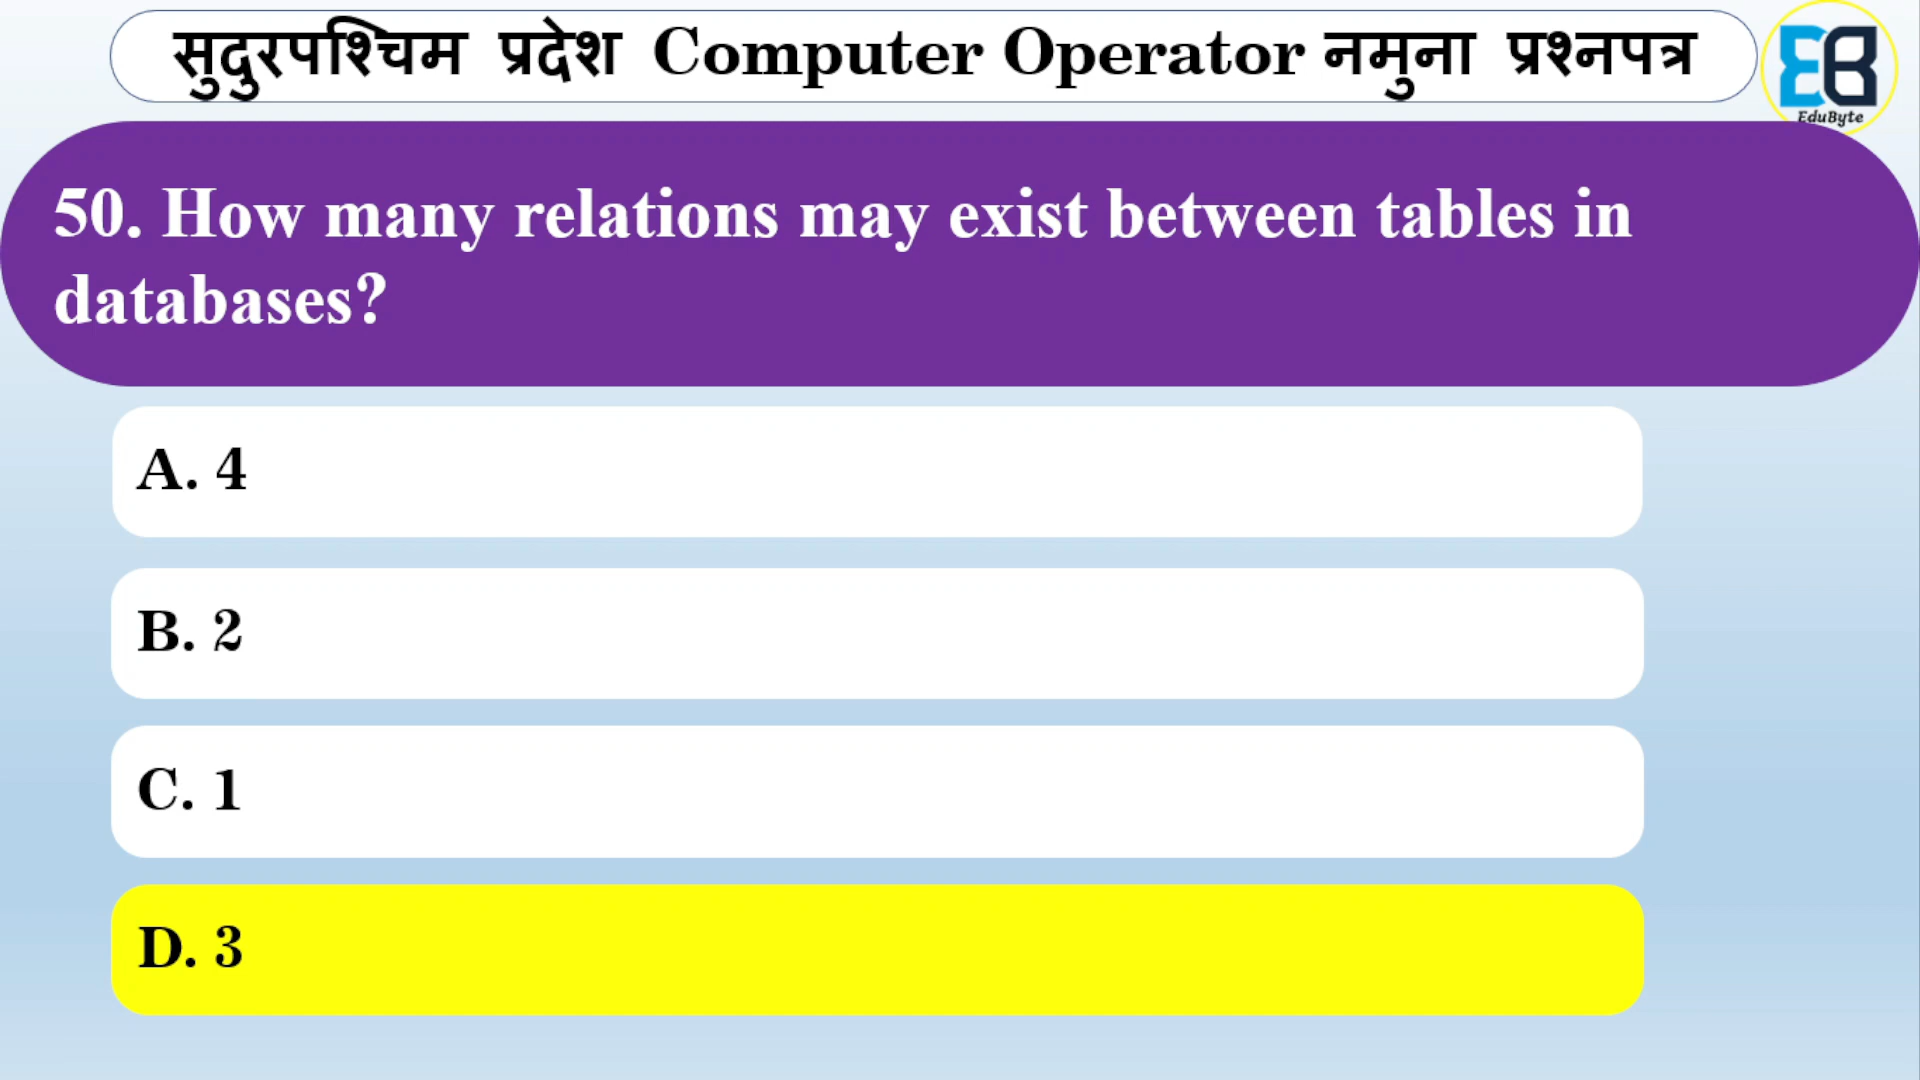 सुदुरपश्चिम प्रदेश Computer Operator नमुना प्रश्नपत्र
EduByte
50. How many relations may exist between tables in
databases?
A. 4
B. 2
C. 1
D. 3